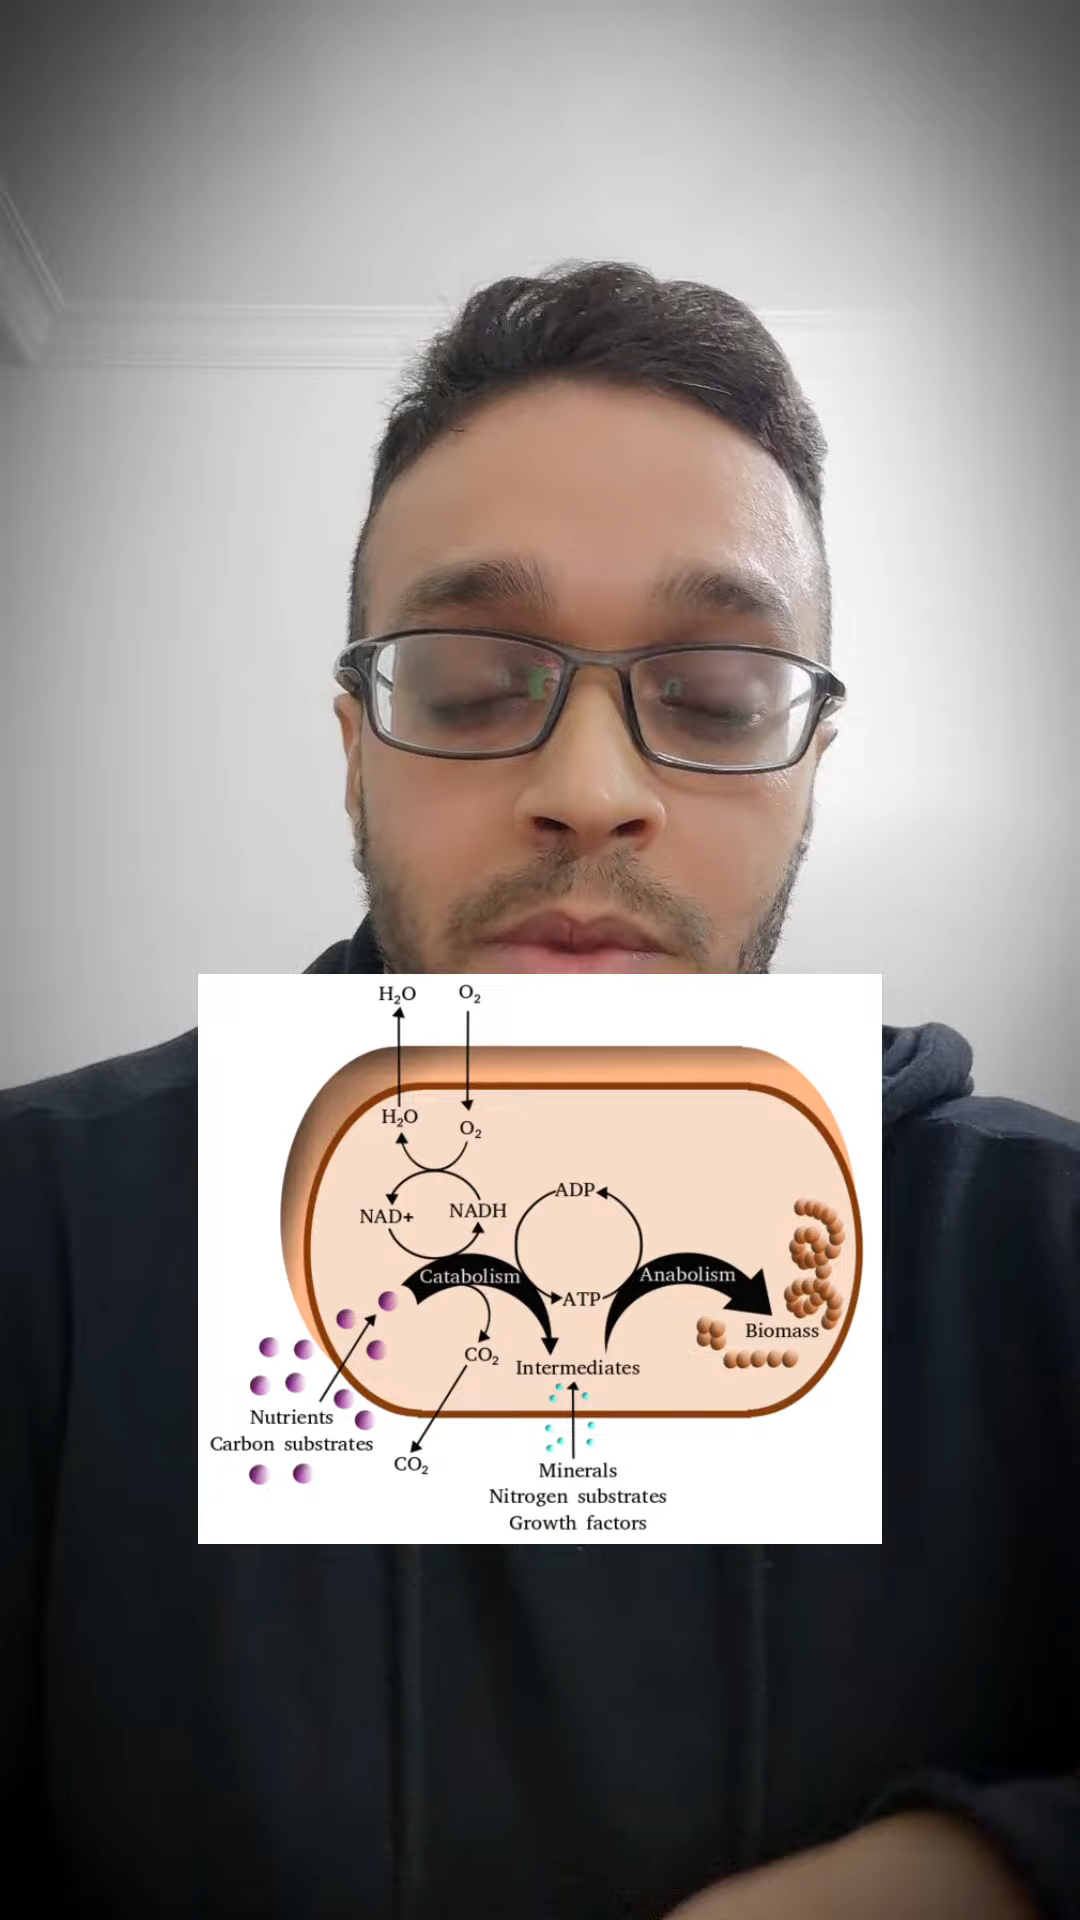 H₂O
O₂
H₂O
O₂
NAD+
NADH
ADP
Catabolism
Anabolism
ATP
Biomass
CO₂
Intermediates
Nutrients
Carbon substrates
CO₂
Minerals
Nitrogen substrates
Growth factors